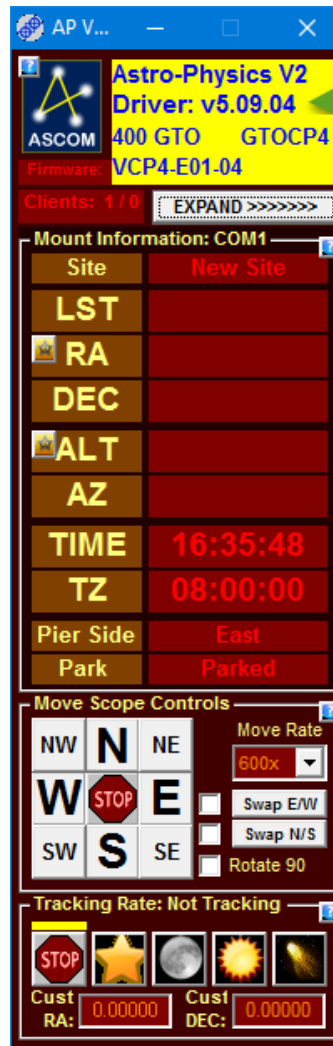 AP V...
?
Astro-Physics V2
Driver: v5.09.04
ASCOM
400 GTO GTOCP4
Firmware: VCP4-E01-04
Clients: 1 / 0 EXPAND >>>>>>>
Mount Information: COM1
?
Site New Site
LST
RA
DEC
ALT
AZ
TIME 16:35:48
TZ 08:00:00
Pier Side East
Park Parked
Move Scope Controls
?
NW N NE
Move Rate
600x
W STOP E
Swap E/W
Swap N/S
SW S SE
Rotate 90
Tracking Rate: Not Tracking
?
STOP
Cust RA: 0.00000 Cust DEC: 0.00000